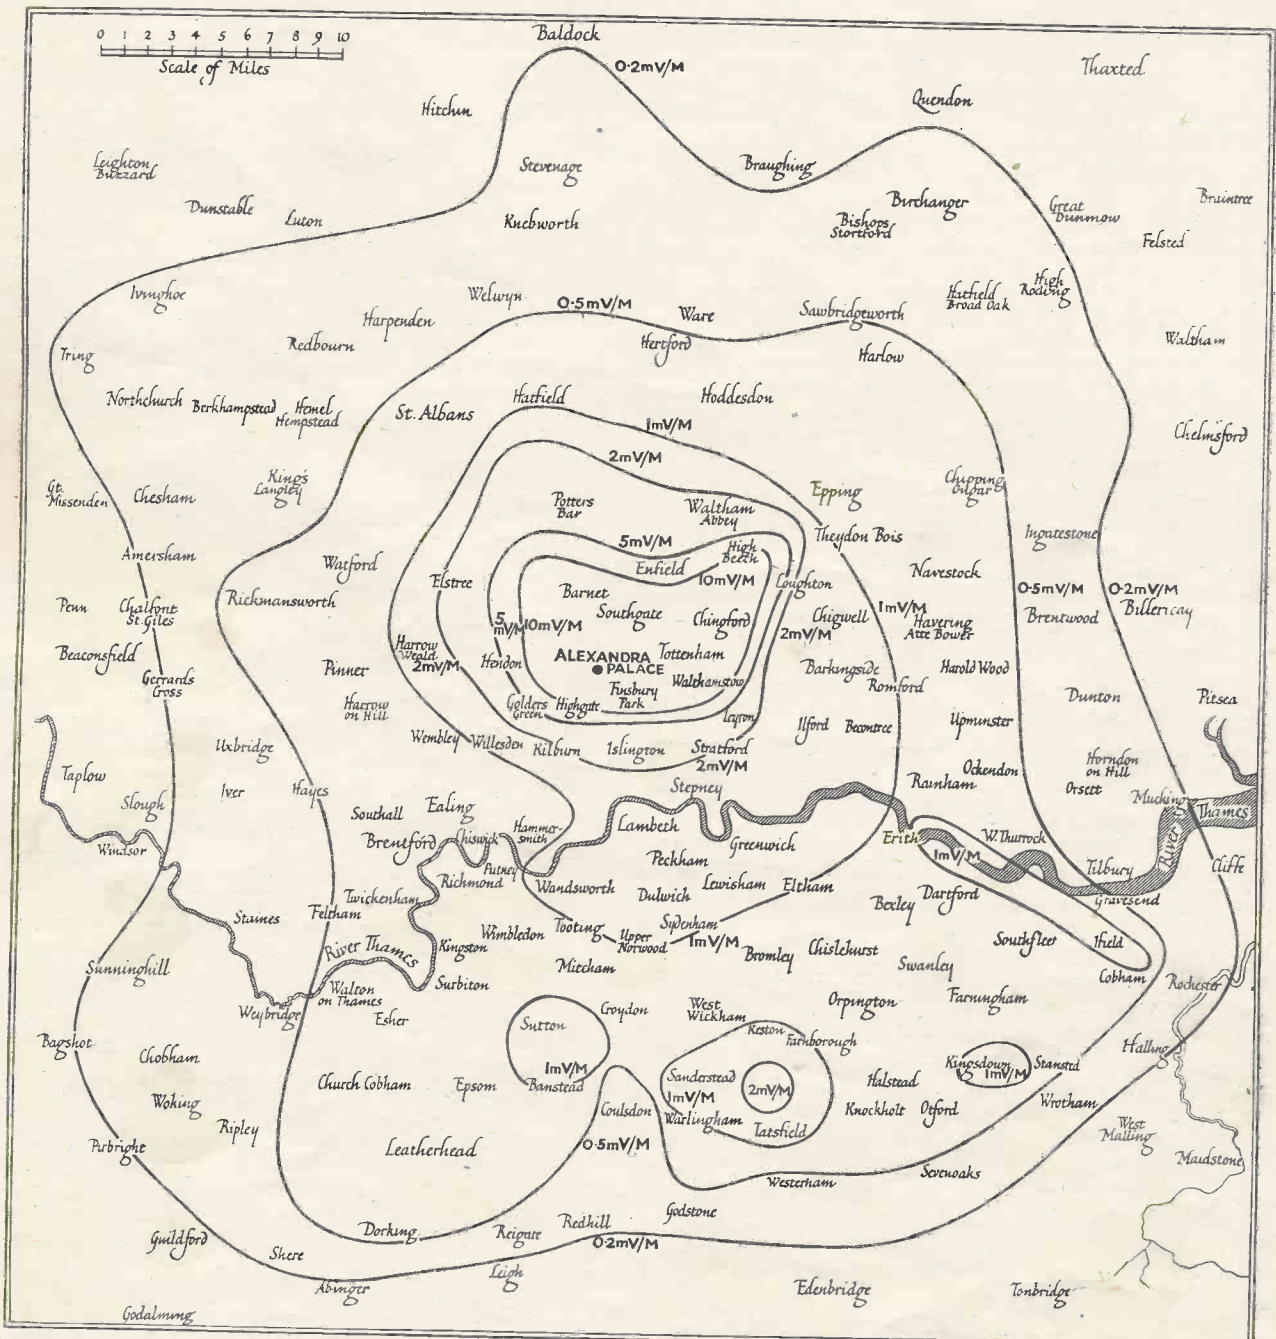 0 1 2 3 4 5 6 7 8 9 10
Scale of Miles
Baldock
0·2mV/M
Thaxted
Hitchin
Quendon
Leighton
Buzzard
Stevenage
Braughing
Dunstable
Luton
Knebworth
Birchanger
Bishops
Stortford
Great
Dunmow
Braintree
Felsted
Ivinghoe
Welwyn
0·5mV/M
Ware
Sawbridgeworth
Hatfield
Broad Oak
High
Roding
Harpenden
Redbourn
Hertford
Harlow
Waltham
Tring
Northchurch
Berkhampstead
Hemel
Hempstead
St. Albans
Hatfield
Hoddesdon
1mV/M
Chelmsford
2mV/M
Gt.
Missenden
Chesham
King's
Langley
Potters
Bar
Waltham
Abbey
Epping
Chipping
Ongar
Amersham
Watford
5mV/M
High
Beech
Theydon Bois
Ingatestone
Enfield
10mV/M
Elstree
Loughton
Navestock
0·5mV/M
0·2mV/M
Penn
Chalfont
St. Giles
Rickmansworth
Barnet
Southgate
Chingford
Chigwell
1mV/M
Havering
Atte Bower
Brentwood
Billericay
5
mV/M
10mV/M
2mV/M
Beaconsfield
Gerrards
Cross
Pinner
Harrow
Weald
2mV/M
Hendon
ALEXANDRA
PALACE
Tottenham
Barkingside
Harold Wood
Romford
Walthamstow
Finsbury
Park
Harrow
on Hill
Golders
Green
Highgate
Leyton
Ilford
Becontree
Upminster
Dunton
Pitsea
Uxbridge
Wembley
Willesden
Kilburn
Islington
Stratford
2mV/M
Taplow
Slough
Iver
Hayes
Stepney
Rainham
Ockendon
Horndon
on Hill
Orsett
Mucking
River
Thames
Southall
Ealing
Windsor
Brentford
Chiswick
Hammer-
smith
Lambeth
Greenwich
Erith
1mV/M
W. Thurrock
Tilbury
Cliffe
Richmond
Putney
Wandsworth
Peckham
Dulwich
Lewisham
Eltham
Bexley
Dartford
Gravesend
Twickenham
Feltham
Staines
Tooting
Sydenham
Upper
Norwood
1mV/M
River Thames
Kingston
Wimbledon
Mitcham
Bromley
Chislehurst
Swanley
Southfleet
Ifield
Cobham
Sunninghill
Walton
on Thames
Surbiton
Rochester
Weybridge
Esher
Sutton
Croydon
West
Wickham
Orpington
Farningham
Keston
Farnborough
Bagshot
Chobham
Halling
1mV/M
Banstead
Sanderstead
1mV/M
Warlingham
2mV/M
Halstead
Kingsdown
1mV/M
Stansted
Church Cobham
Epsom
Woking
Ripley
Coulsdon
Knockholt
Otford
Wrotham
Pirbright
Leatherhead
0·5mV/M
Tatsfield
West
Malling
Maidstone
Westerham
Sevenoaks
Guildford
Shere
Dorking
Reigate
Redhill
0·2mV/M
Godstone
Abinger
Leigh
Edenbridge
Tonbridge
Godalming